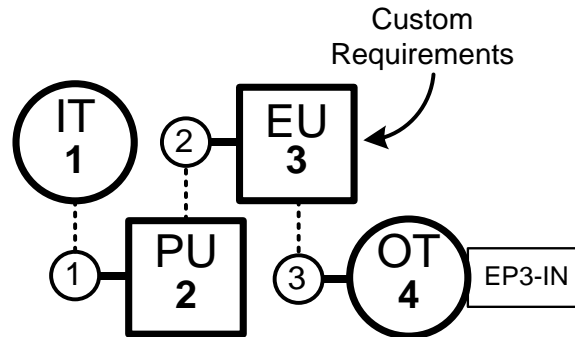 Custom
Requirements
IT
1
2
EU
3
1
PU
2
3
OT
4
EP3-IN